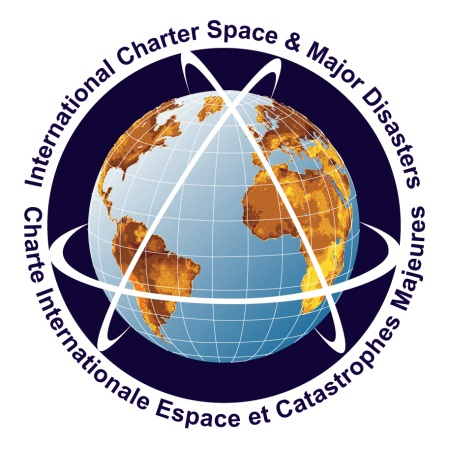 International Charter Space & Major Disasters
Charte Internationale Espace et Catastrophes Majeures